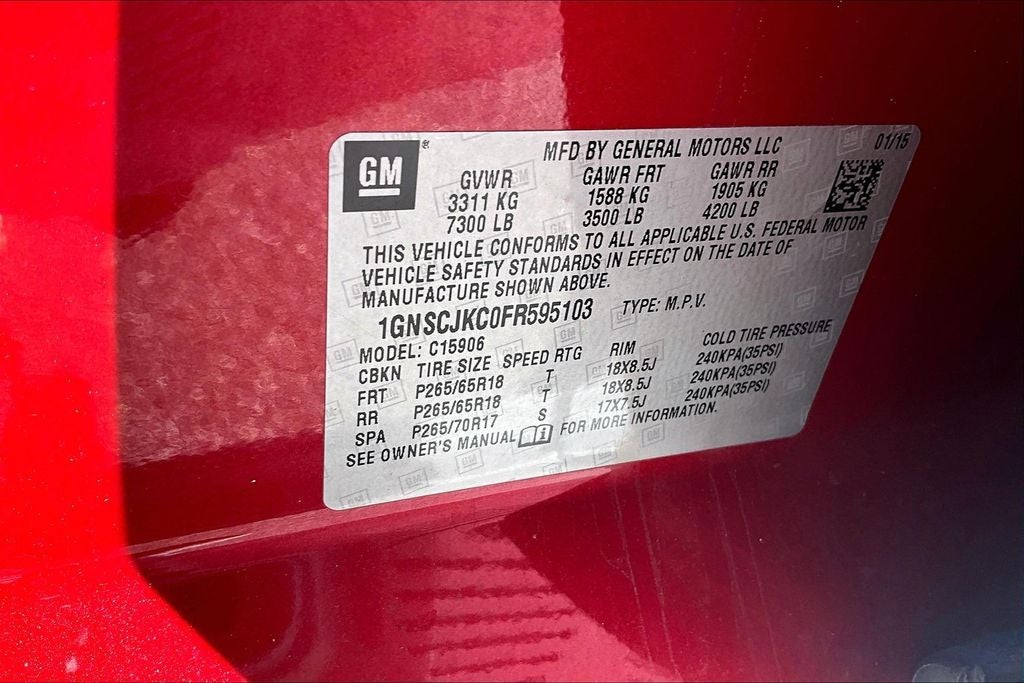 GM ®
MFD BY GENERAL MOTORS LLC 01/15
GVWR GAWR FRT GAWR RR
3311 KG 1588 KG 1905 KG
7300 LB 3500 LB 4200 LB
THIS VEHICLE CONFORMS TO ALL APPLICABLE U.S. FEDERAL MOTOR
VEHICLE SAFETY STANDARDS IN EFFECT ON THE DATE OF
MANUFACTURE SHOWN ABOVE.
1GNSCJKC0FR595103 TYPE: M.P.V.
MODEL: C15906
CBKN TIRE SIZE SPEED RTG RIM COLD TIRE PRESSURE
FRT P265/65R18 T 18X8.5J 240KPA(35PSI)
RR P265/65R18 T 18X8.5J 240KPA(35PSI)
SPA P265/70R17 S 17X7.5J 240KPA(35PSI)
SEE OWNER'S MANUAL FOR MORE INFORMATION.